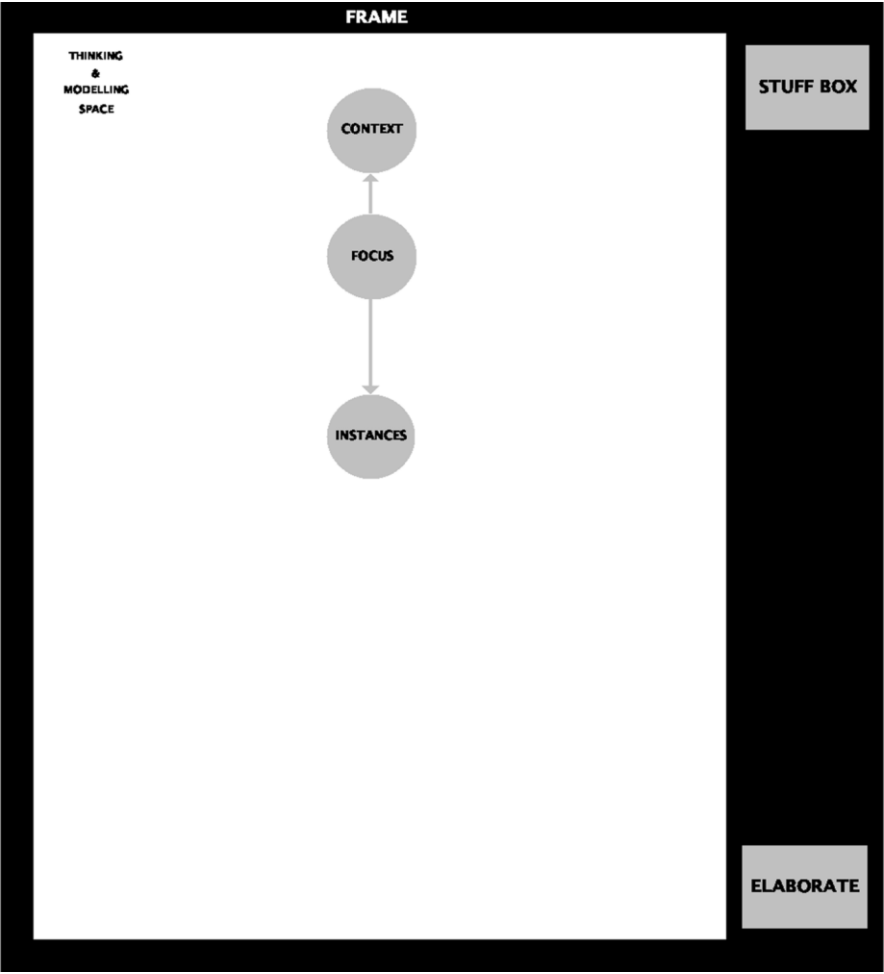 FRAME
THINKING
&
MODELLING
SPACE
STUFF BOX
CONTEXT
FOCUS
INSTANCES
ELABORATE